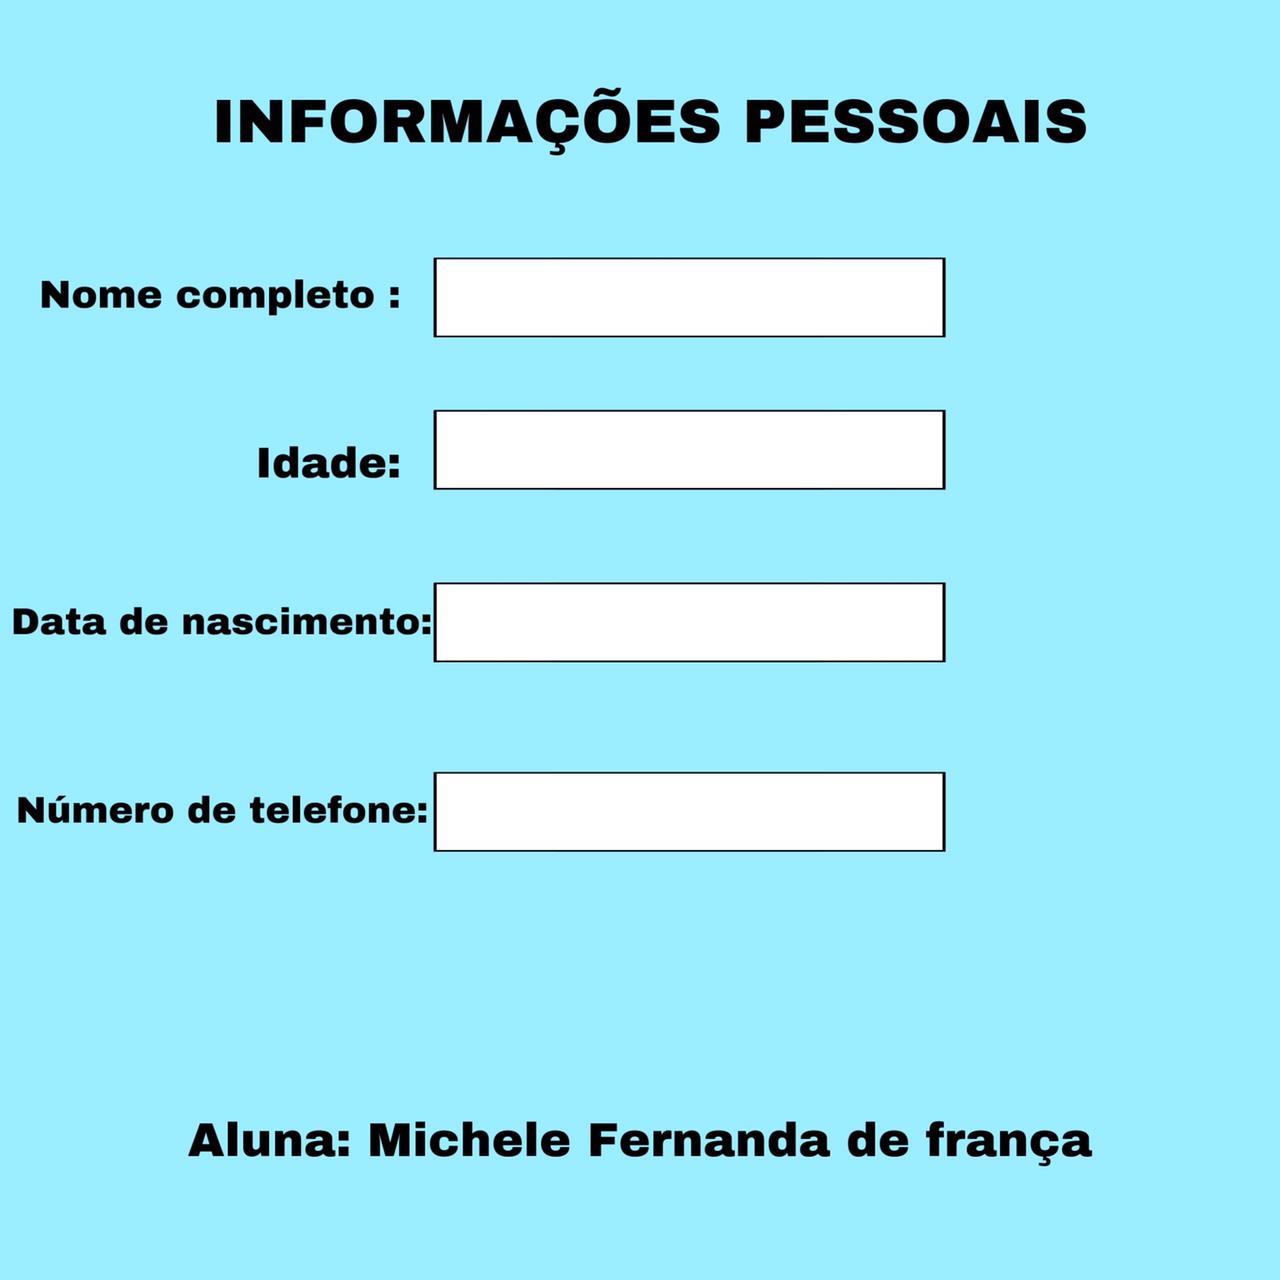 INFORMAÇÕES PESSOAIS
Nome completo :
Idade:
Data de nascimento:
Número de telefone:
Aluna: Michele Fernanda de frança